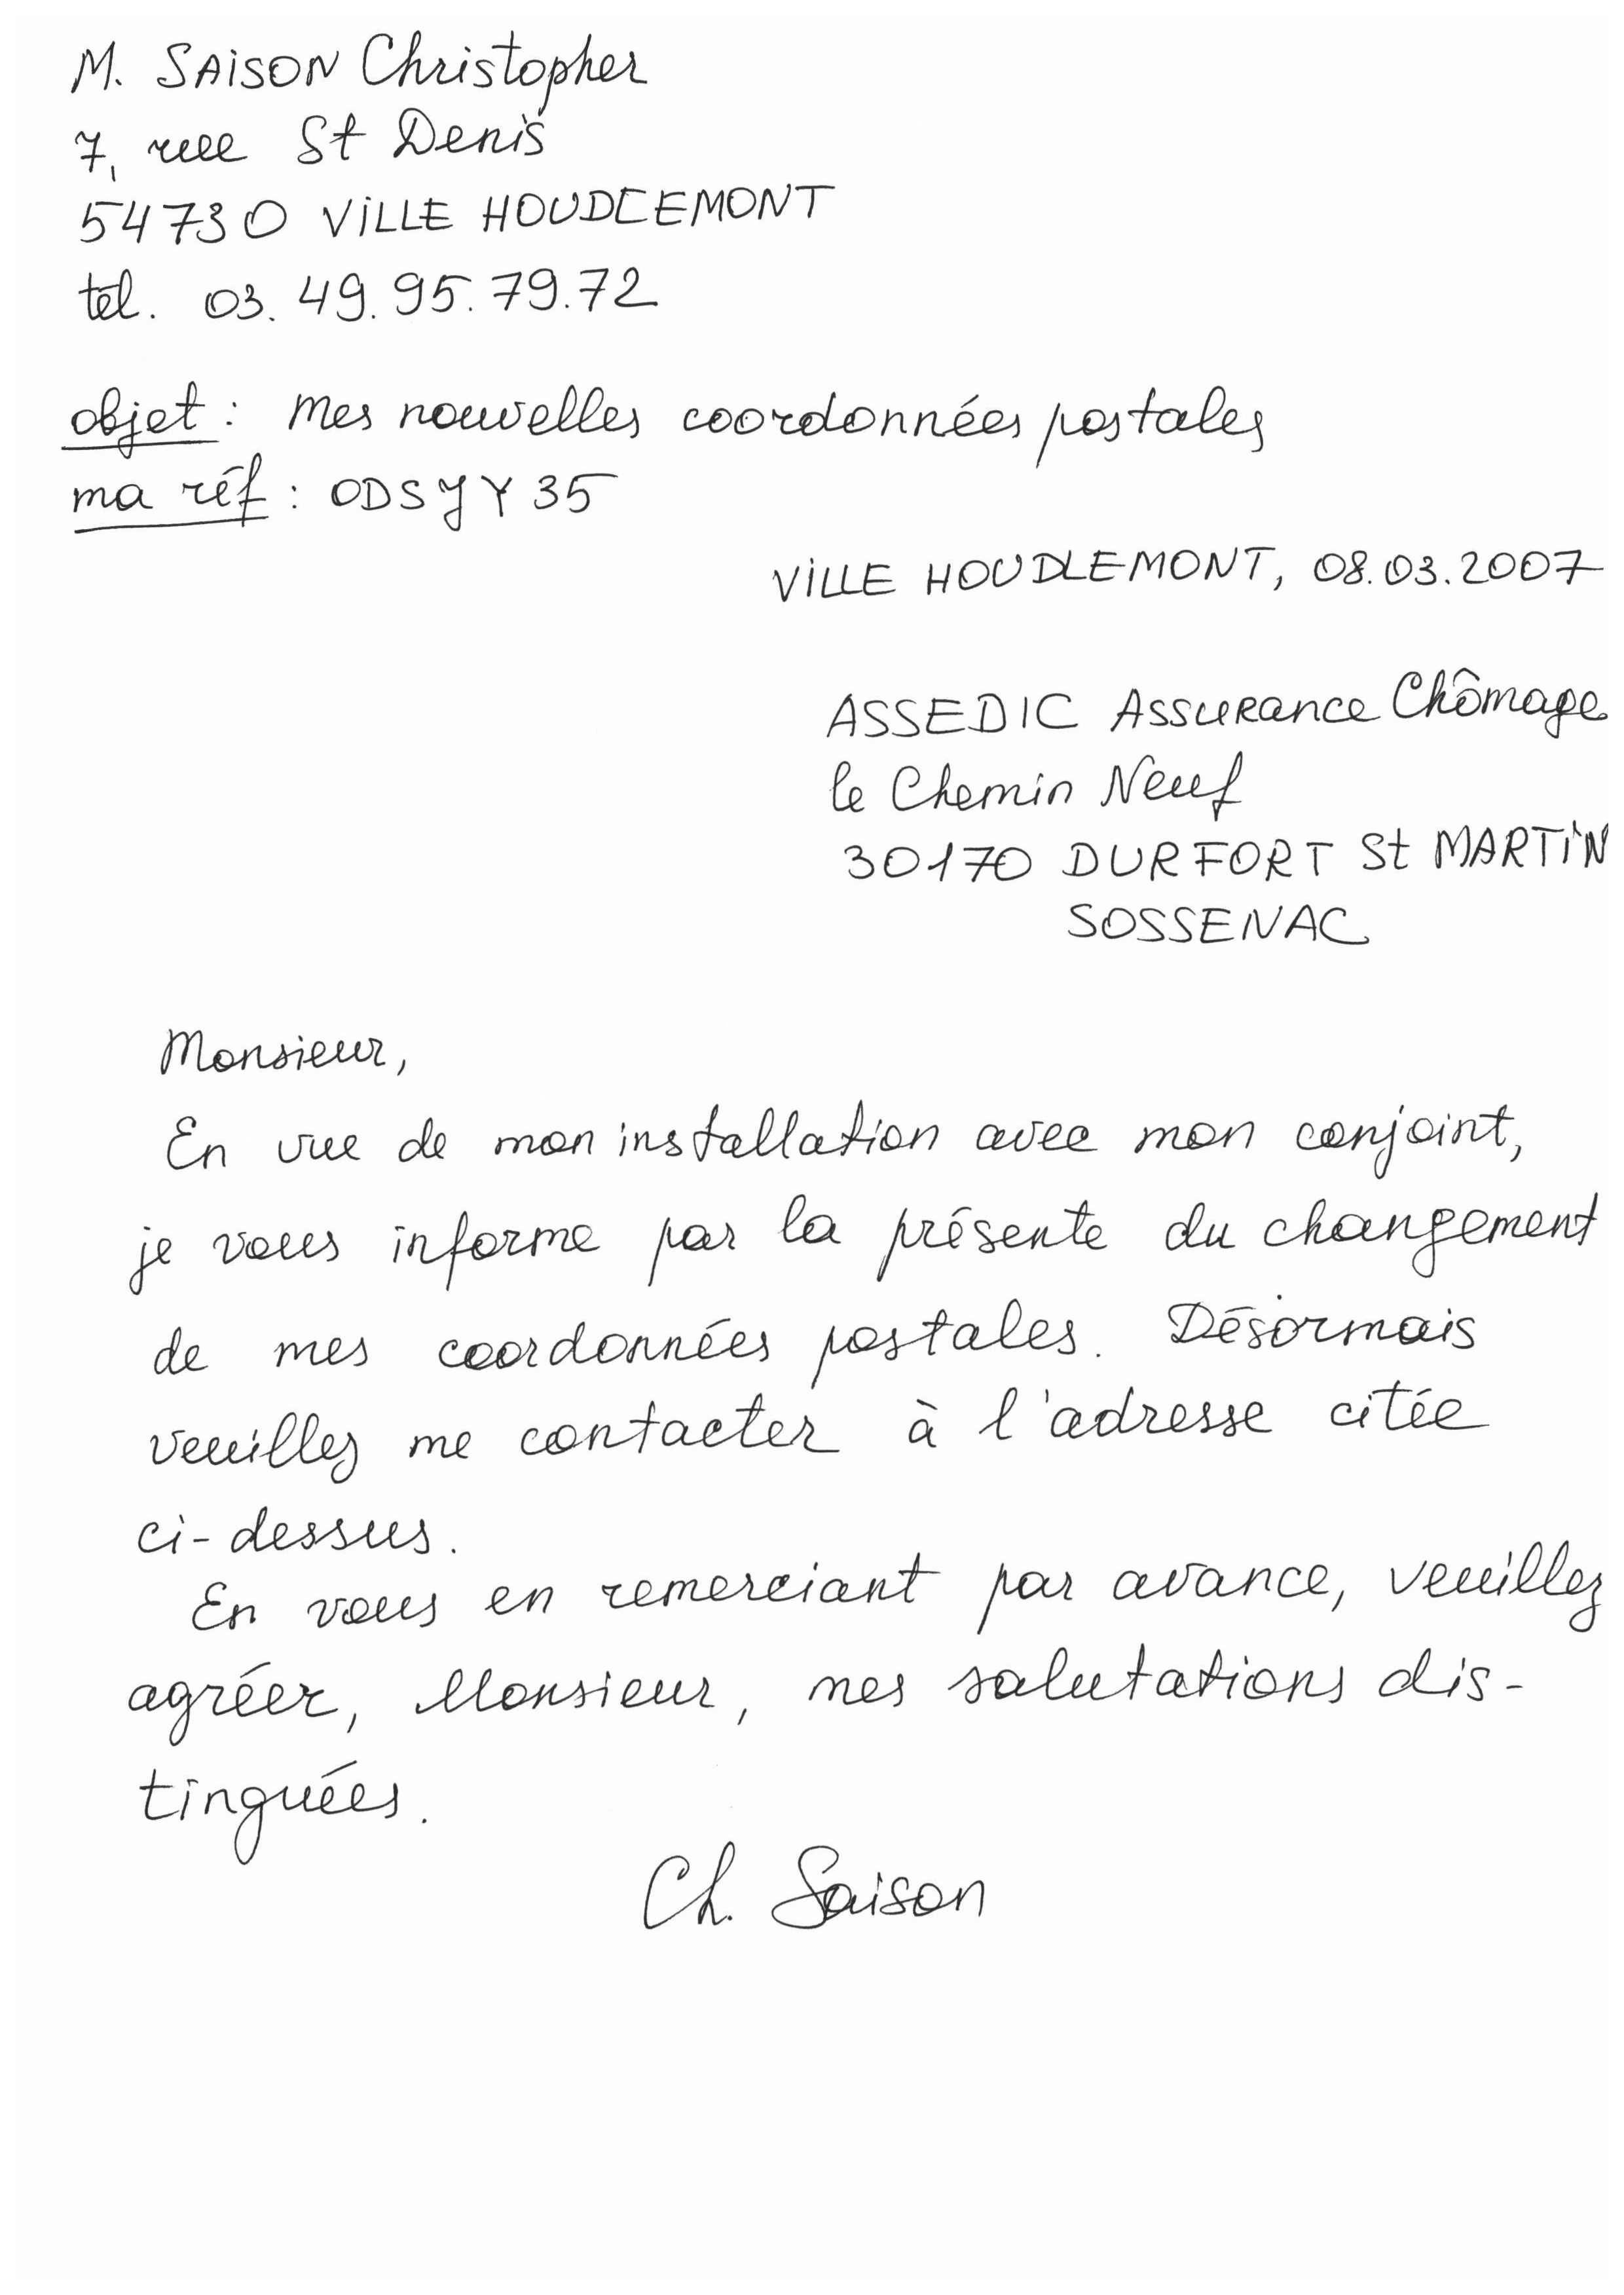 M. SAISON Christopher
7, rue St Denis
54730 VILLE HOUDLEMONT
tél. 03.49.95.79.72
objet : Mes nouvelles coordonnées postales
ma réf : ODSYY35
VILLE HOUDLEMONT, 08.03.2007
ASSEDIC Assurance Chômage
le Chemin Neuf
30170 DURFORT St MARTIN
SOSSENAC
Monsieur,
En vue de mon installation avec mon conjoint,
je vous informe par la présente du changement
de mes coordonnées postales. Désormais
veuillez me contacter à l'adresse citée
ci-dessus.
En vous en remerciant par avance, veuillez
agréer, Monsieur, mes salutations dis-
tinguées.
Ch. Saison